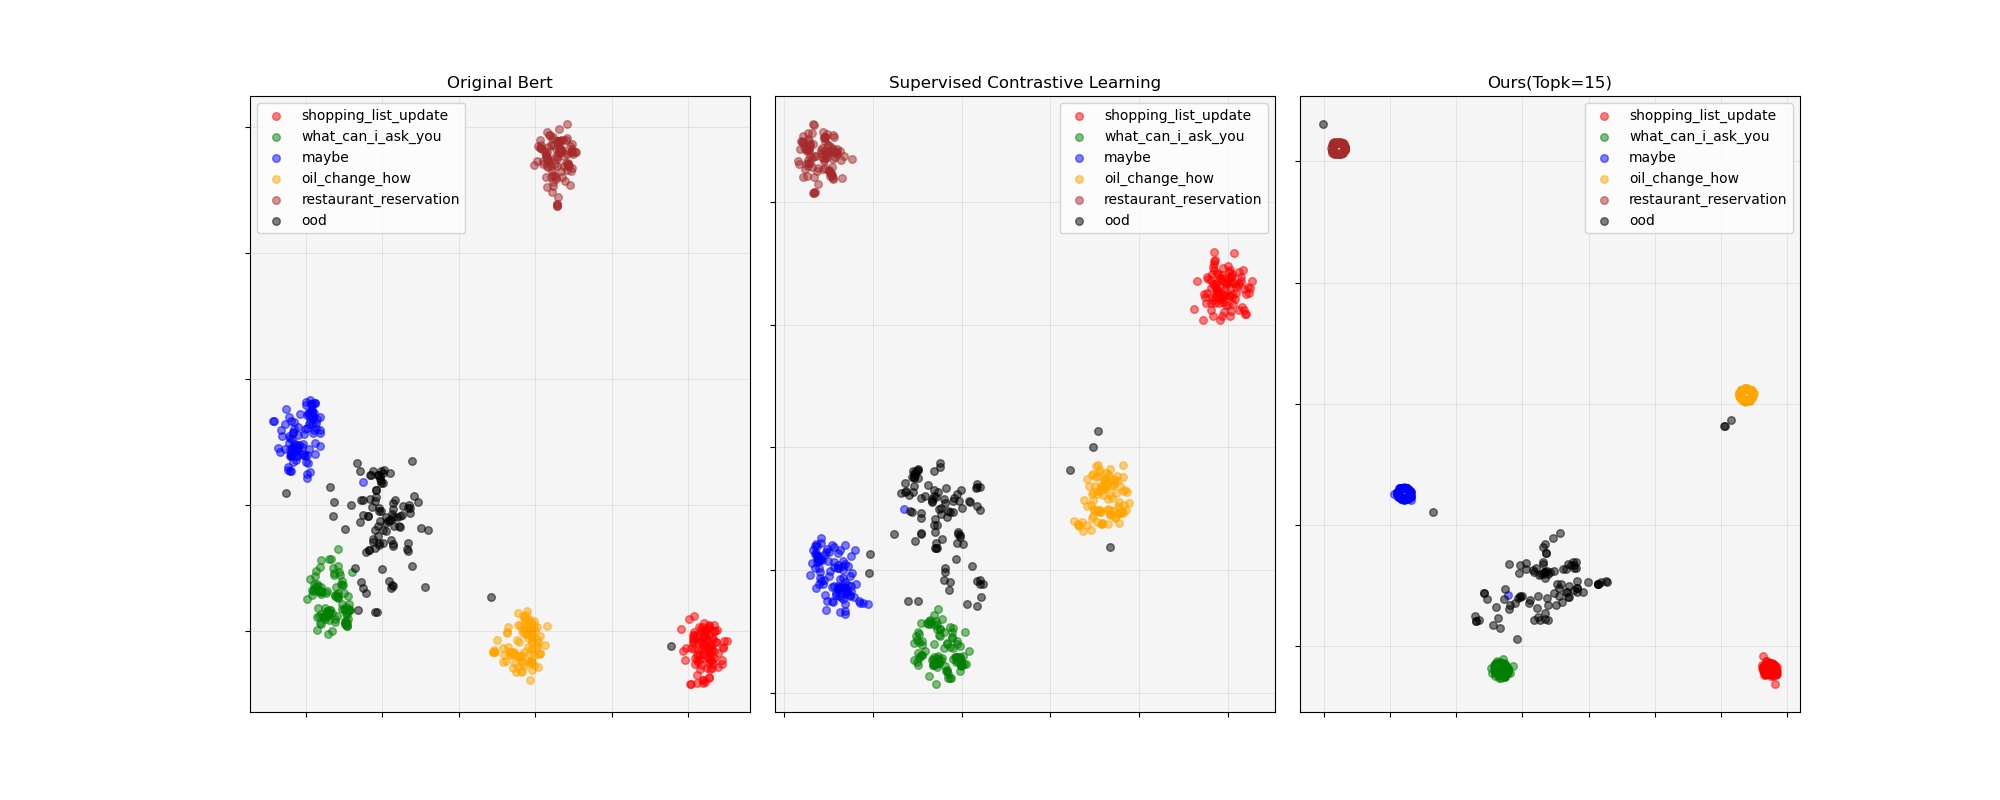 Original Bert
shopping_list_update
what_can_i_ask_you
maybe
oil_change_how
restaurant_reservation
ood
Supervised Contrastive Learning
shopping_list_update
what_can_i_ask_you
maybe
oil_change_how
restaurant_reservation
ood
Ours(Topk=15)
shopping_list_update
what_can_i_ask_you
maybe
oil_change_how
restaurant_reservation
ood